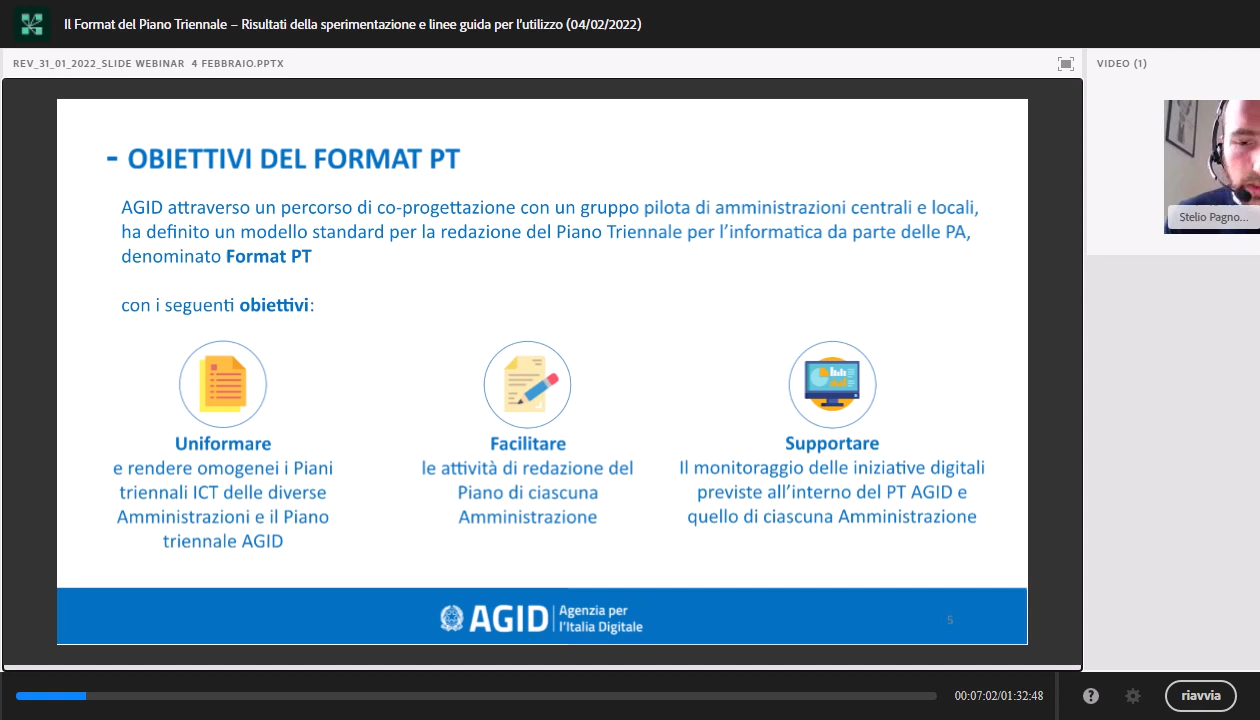 Il Format del Piano Triennale – Risultati della sperimentazione e linee guida per l'utilizzo (04/02/2022)
REV_31_01_2022_SLIDE WEBINAR 4 FEBBRAIO.PPTX
VIDEO (1)
- OBIETTIVI DEL FORMAT PT
AGID attraverso un percorso di co-progettazione con un gruppo pilota di amministrazioni centrali e locali,
ha definito un modello standard per la redazione del Piano Triennale per l'informatica da parte delle PA,
denominato Format PT
con i seguenti obiettivi:
Uniformare
e rendere omogenei i Piani
triennali ICT delle diverse
Amministrazioni e il Piano
triennale AGID
Facilitare
le attività di redazione del
Piano di ciascuna
Amministrazione
Supportare
Il monitoraggio delle iniziative digitali
previste all'interno del PT AGID e
quello di ciascuna Amministrazione
Stelio Pagno...
AGID
Agenzia per
l'Italia Digitale
5
00:07:02/01:32:48
?
riavvia